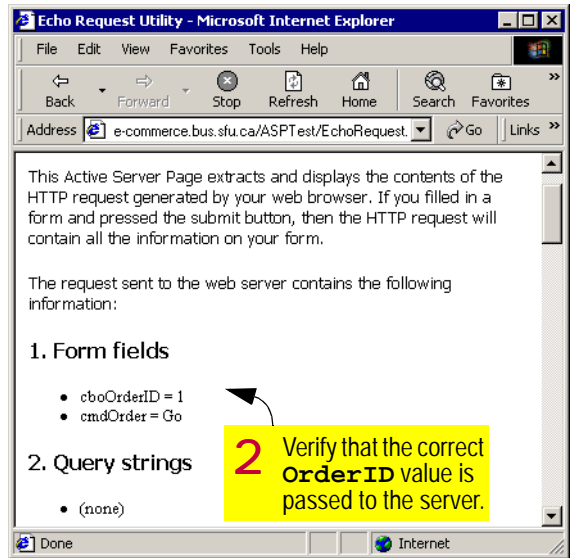 Echo Request Utility - Microsoft Internet Explorer
File Edit View Favorites Tools Help
Back Forward Stop Refresh Home Search Favorites »
Address e-commerce.bus.sfu.ca/ASPTest/EchoRequest. Go Links »
This Active Server Page extracts and displays the contents of the
HTTP request generated by your web browser. If you filled in a
form and pressed the submit button, then the HTTP request will
contain all the information on your form.
The request sent to the web server contains the following
information:
1. Form fields
• cboOrderID = 1
• cmdOrder = Go
2 Verify that the correct
OrderID value is
passed to the server.
2. Query strings
• (none)
Done Internet